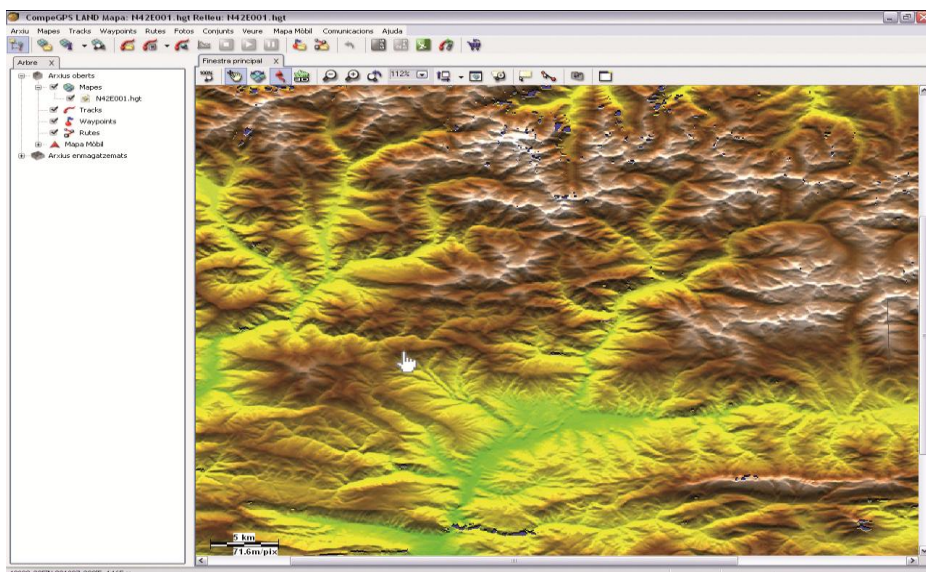 CompeGPS LAND Mapa: N42E001.hgt Relleu: N42E001.hgt
Arxiu Mapes Tracks Waypoints Rutes Fotos Conjunts Veure Mapa Mòbil Comunicacions Ajuda
Arbre X
Finestra principal X
112%
Arxius oberts
Mapes
N42E001.hgt
Tracks
Waypoints
Rutes
Mapa Mòbil
Arxius enmagatzemats
5 km
71.6m/pix